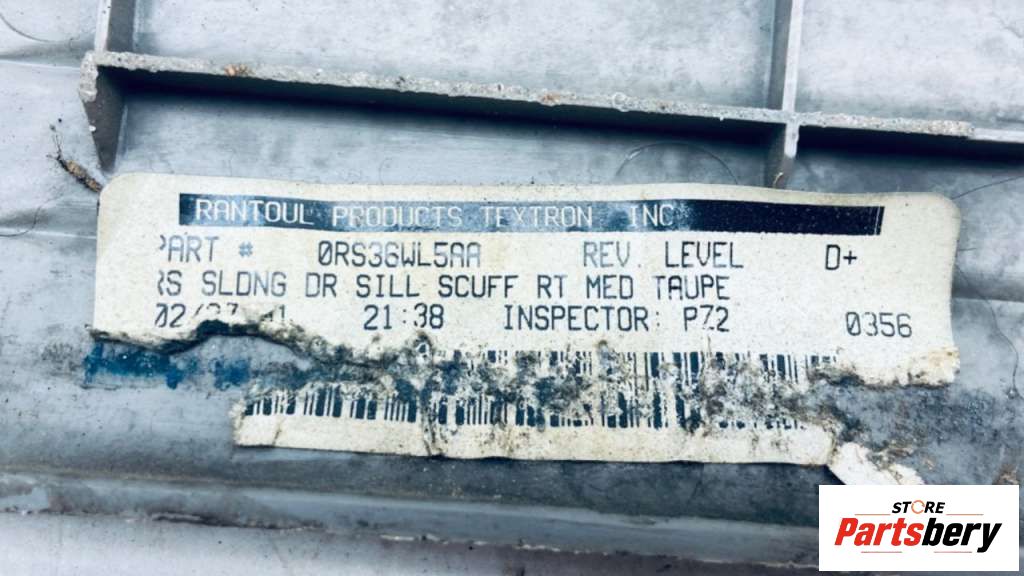 RANTOUL PRODUCTS TEXTRON INC
PART # 0RS36WL5AA REV. LEVEL D+
RS SLDNG DR SILL SCUFF RT MED TAUPE
21:38 INSPECTOR: PZ2 0356
STORE
Partsbery